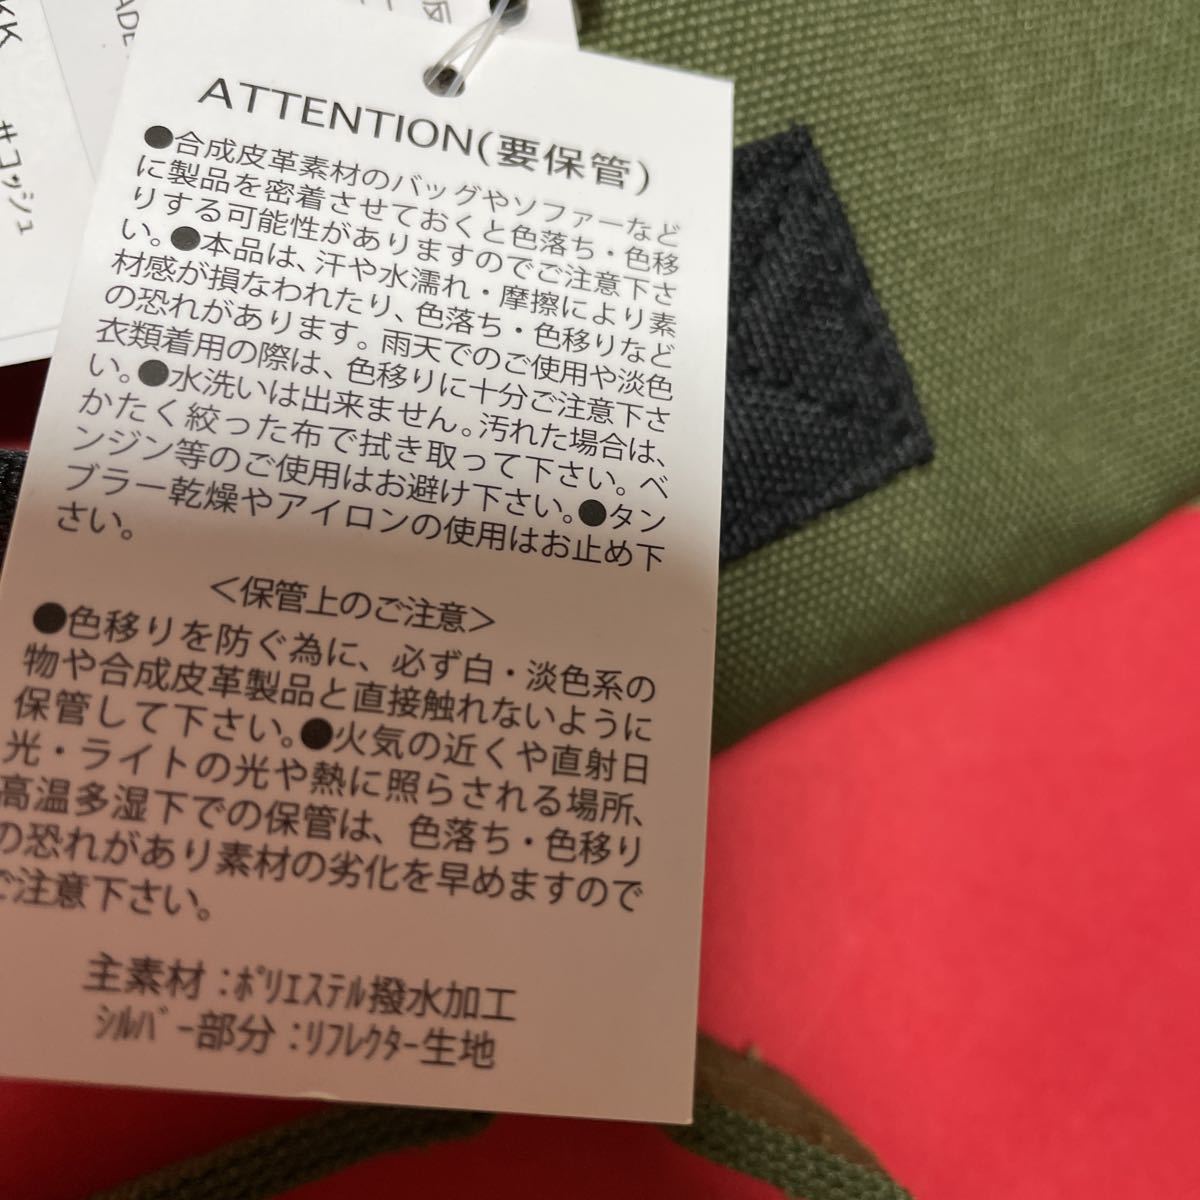 ATTENTION(要保管)
●合成皮革素材のバッグやソファーなど
に製品を密着させておくと色落ち・色移
りする可能性がありますのでご注意下さ
い。●本品は、汗や水濡れ・摩擦により素
材感が損なわれたり、色落ち・色移りなど
の恐れがあります。雨天でのご使用や淡色
衣類着用の際は、色移りに十分ご注意下さ
い。●水洗いは出来ません。汚れた場合は、
かたく絞った布で拭き取って下さい。ベ
ンジン等のご使用はお避け下さい。●タン
ブラー乾燥やアイロンの使用はお止め下
さい。
<保管上のご注意>
●色移りを防ぐ為に、必ず白・淡色系の
物や合成皮革製品と直接触れないように
保管して下さい。●火気の近くや直射日
光・ライトの光や熱に照らされる場所、
高温多湿下での保管は、色落ち・色移り
の恐れがあり素材の劣化を早めますので
ご注意下さい。
主素材:ﾎﾟﾘｴｽﾃﾙ撥水加工
ｼﾙﾊﾞｰ部分:ﾘﾌﾚｸﾀｰ生地